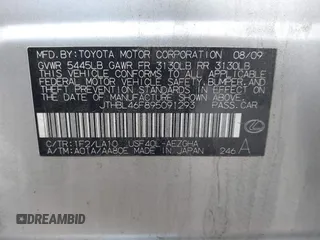 MFD. BY: TOYOTA MOTOR CORPORATION 08/09
GVWR 5445LB GAWR FR 3130LB RR 3130LB
THIS VEHICLE CONFORMS TO ALL APPLICABLE
FEDERAL MOTOR VEHICLE SAFETY, BUMPER, AND
THEFT PREVENTION STANDARDS IN EFFECT ON
THE DATE OF MANUFACTURE SHOWN ABOVE.
JTHBL46F895091293 PASS.CAR
C/TR:1F2/LA10 USF40L-AEZGHA
A/TM:A01A/AA80E MADE IN JAPAN 246 A
DREAMBID
dreambid.com